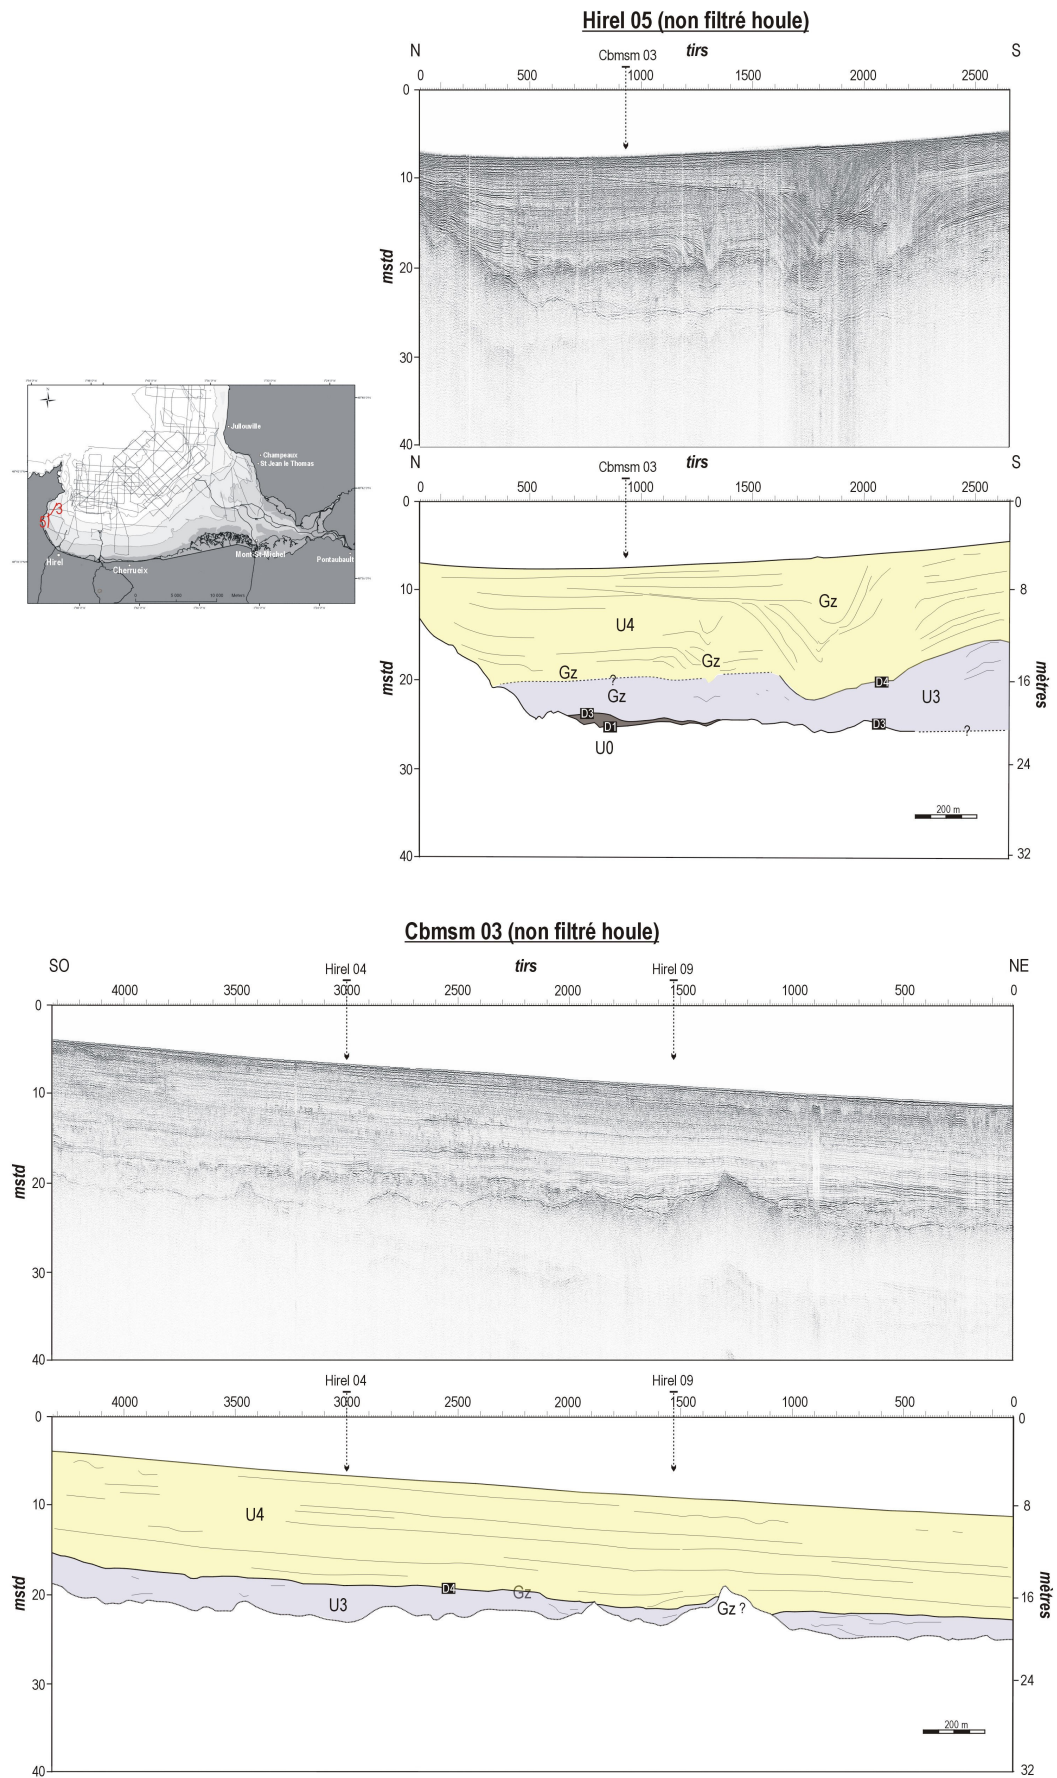 Hirel 05 (non filtré houle)
N Cbmsm 03 tirs S
0 500 1000 1500 2000 2500
0
10
20
30
40
mstd
N Cbmsm 03 tirs S
0 500 1000 1500 2000 2500
0 0
10 8
20 16
30 24
40 32
mstd
mètres
Gz
U4
Gz
Gz
?
Gz
D4
U3
D3
D1
D3
?
U0
200 m
Jullouville
Champeaux
St Jean le Thomas
3
5
Hirel
Cherrueix
Mont-St-Michel
Pontaubault
Cbmsm 03 (non filtré houle)
SO Hirel 04 tirs Hirel 09 NE
4000 3500 3000 2500 2000 1500 1000 500 0
0
10
20
30
40
mstd
Hirel 04 Hirel 09
4000 3500 3000 2500 2000 1500 1000 500 0
0 0
10 8
20 16
30 24
40 32
mstd
mètres
U4
D4
Gz
U3
Gz ?
200 m